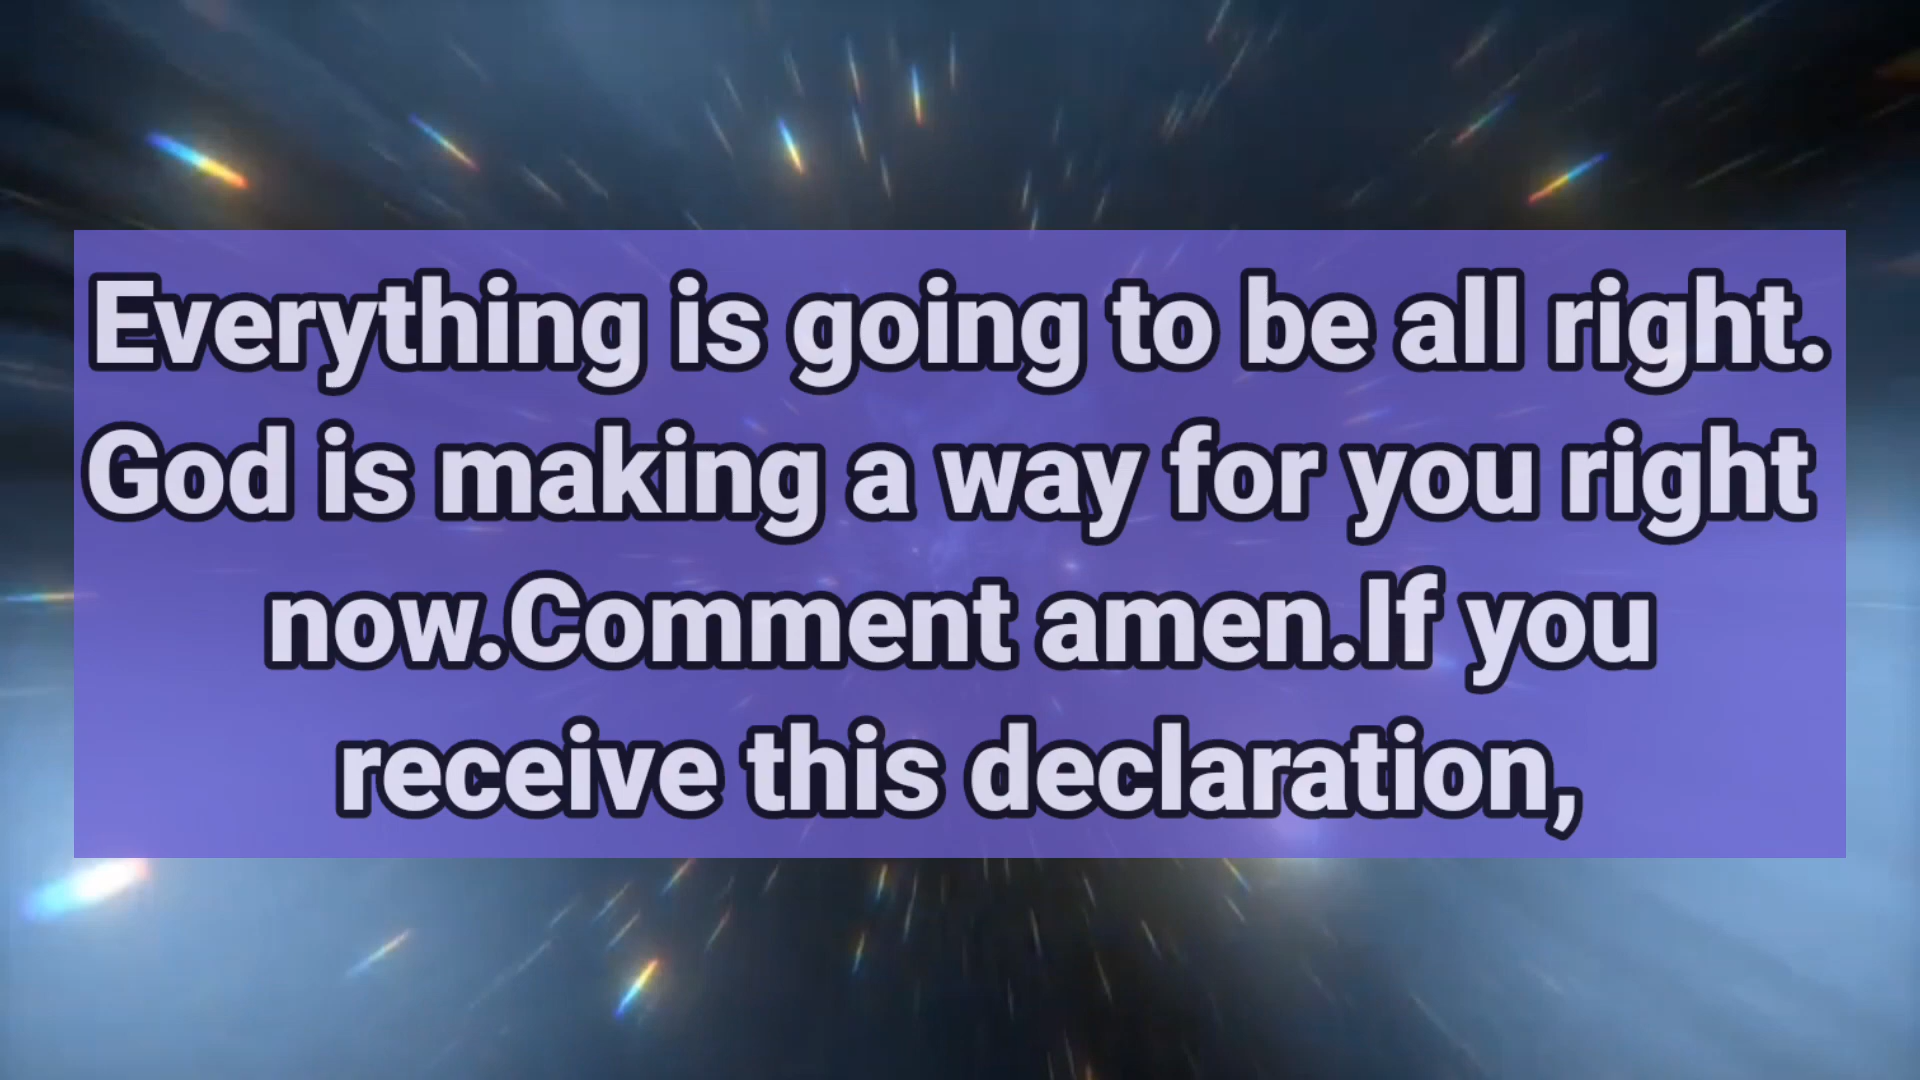 Everything is going to be all right.
God is making a way for you right
now.Comment amen.If you
receive this declaration,